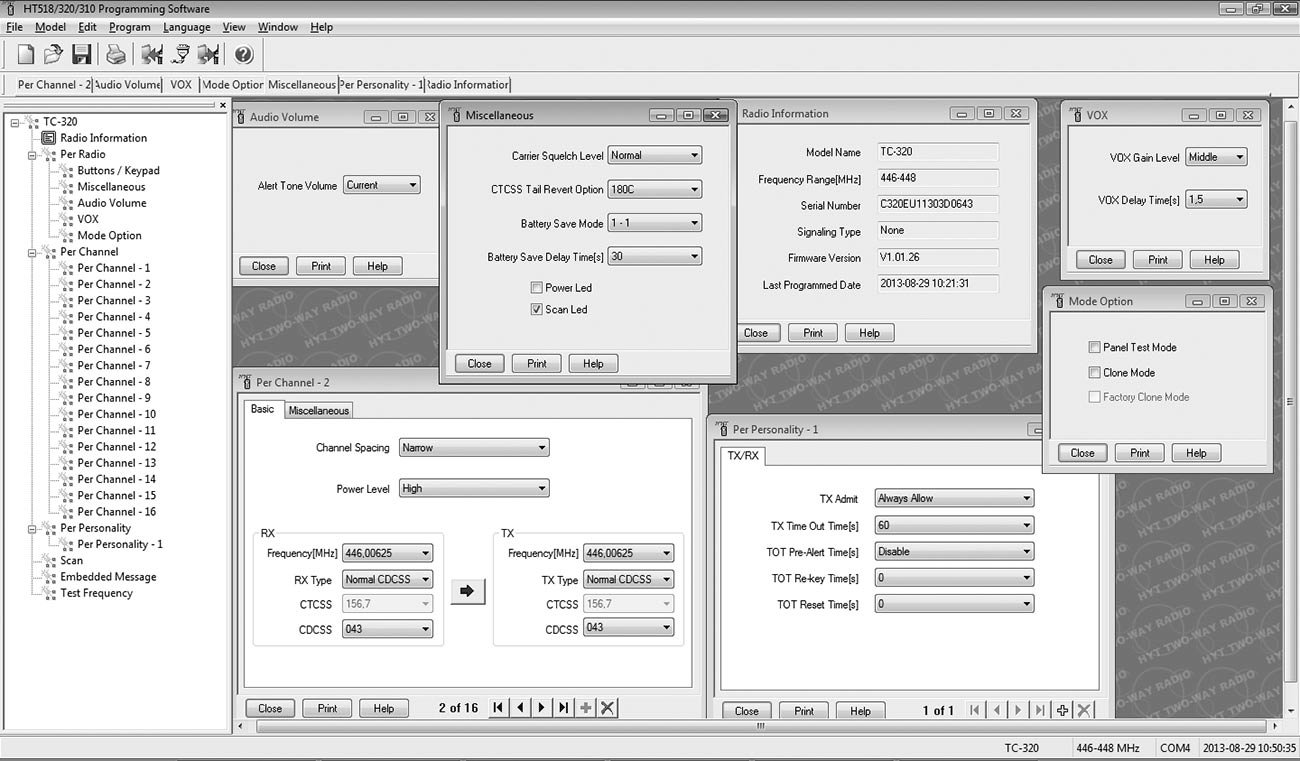 HT518/320/310 Programming Software
File Model Edit Program Language View Window Help
Per Channel - 2 Audio Volume VOX Mode Option Miscellaneous Per Personality - 1 Radio Information
TC-320
Radio Information
Per Radio
Buttons / Keypad
Miscellaneous
Audio Volume
VOX
Mode Option
Per Channel
Per Channel - 1
Per Channel - 2
Per Channel - 3
Per Channel - 4
Per Channel - 5
Per Channel - 6
Per Channel - 7
Per Channel - 8
Per Channel - 9
Per Channel - 10
Per Channel - 11
Per Channel - 12
Per Channel - 13
Per Channel - 14
Per Channel - 15
Per Channel - 16
Per Personality
Per Personality - 1
Scan
Embedded Message
Test Frequency
Audio Volume
Alert Tone Volume Current
Close Print Help
Miscellaneous
Carrier Squelch Level Normal
CTCSS Tail Revert Option 180C
Battery Save Mode 1 - 1
Battery Save Delay Time[s] 30
Power Led
Scan Led
Close Print Help
Radio Information
Model Name TC-320
Frequency Range[MHz] 446-448
Serial Number C320EU11303D0643
Signaling Type None
Firmware Version V1.01.26
Last Programmed Date 2013-08-29 10:21:31
Close Print Help
VOX
VOX Gain Level Middle
VOX Delay Time[s] 1,5
Close Print Help
Mode Option
Panel Test Mode
Clone Mode
Factory Clone Mode
Close Print Help
Per Channel - 2
Basic Miscellaneous
Channel Spacing Narrow
Power Level High
RX
Frequency[MHz] 446,00625
RX Type Normal CDCSS
CTCSS 156,7
CDCSS 043
TX
Frequency[MHz] 446,00625
TX Type Normal CDCSS
CTCSS 156,7
CDCSS 043
Close Print Help 2 of 16
Per Personality - 1
TX/RX
TX Admit Always Allow
TX Time Out Time[s] 60
TOT Pre-Alert Time[s] Disable
TOT Re-key Time[s] 0
TOT Reset Time[s] 0
Close Print Help 1 of 1
HYT TWO-WAY RADIO
TC-320 446-448 MHz COM4 2013-08-29 10:50:35